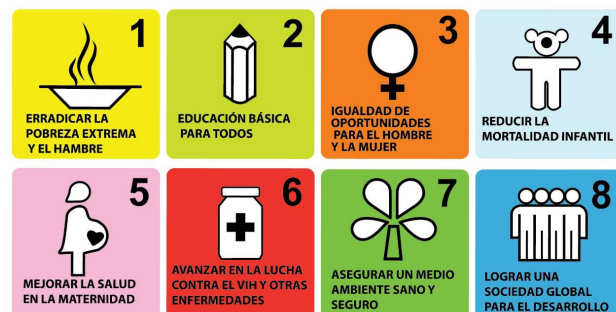 1
ERRADICAR LA
POBREZA EXTREMA
Y EL HAMBRE
2
EDUCACIÓN BÁSICA
PARA TODOS
3
IGUALDAD DE
OPORTUNIDADES
PARA EL HOMBRE
Y LA MUJER
4
REDUCIR LA
MORTALIDAD INFANTIL
5
MEJORAR LA SALUD
EN LA MATERNIDAD
6
AVANZAR EN LA LUCHA
CONTRA EL VIH Y OTRAS
ENFERMEDADES
7
ASEGURAR UN MEDIO
AMBIENTE SANO Y
SEGURO
8
LOGRAR UNA
SOCIEDAD GLOBAL
PARA EL DESARROLLO